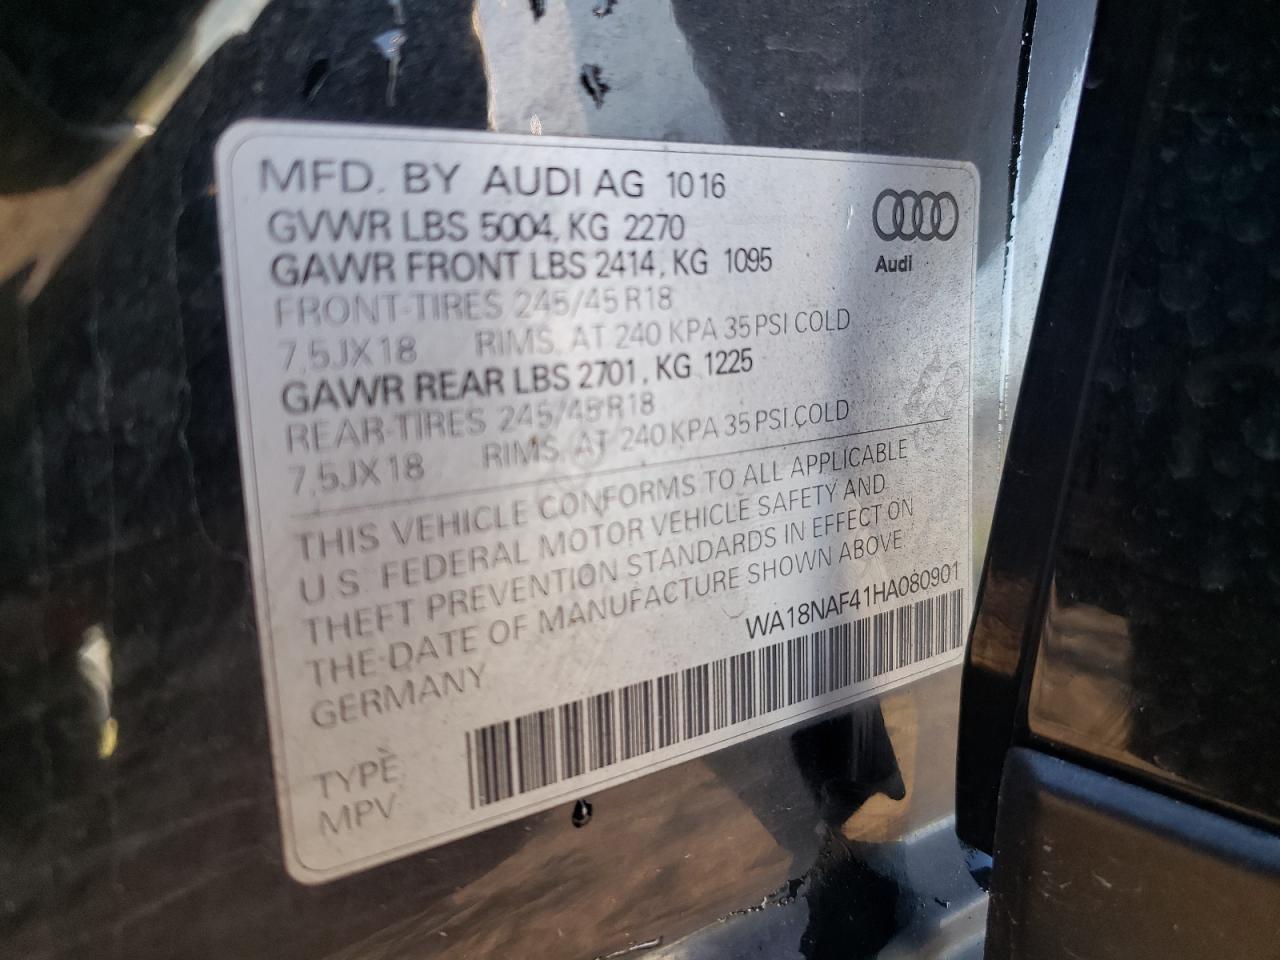 MFD. BY AUDI AG 1016
GVWR LBS 5004, KG 2270
GAWR FRONT LBS 2414, KG 1095
FRONT-TIRES 245/45 R18
7,5JX18 RIMS, AT 240 KPA 35 PSI COLD
GAWR REAR LBS 2701, KG 1225
REAR-TIRES 245/45 R18
7,5JX18 RIMS, AT 240 KPA 35 PSI COLD
THIS VEHICLE CONFORMS TO ALL APPLICABLE
U.S. FEDERAL MOTOR VEHICLE SAFETY AND
THEFT PREVENTION STANDARDS IN EFFECT ON
THE DATE OF MANUFACTURE SHOWN ABOVE
GERMANY
WA18NAF41HA080901
TYPE
MPV
Audi